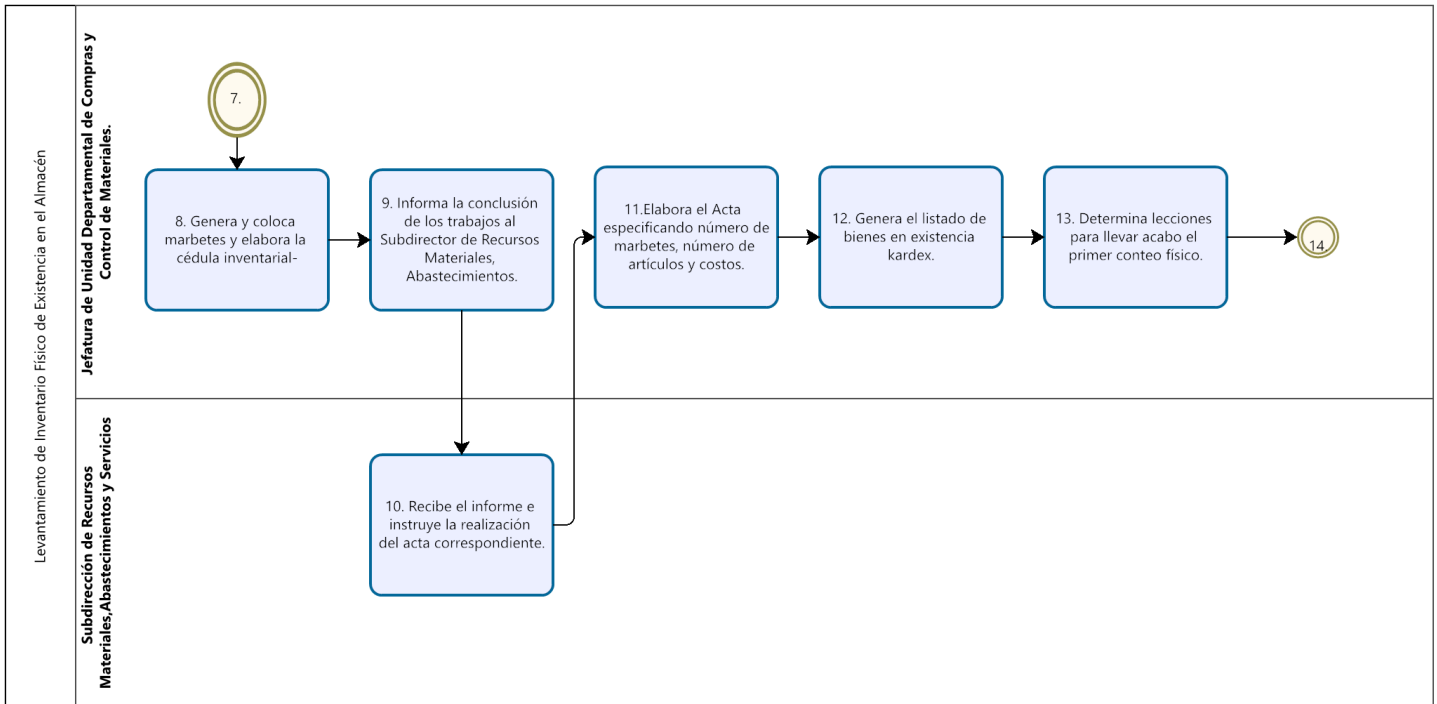 Levantamiento de Inventario Físico de Existencia en el Almacén
Jefatura de Unidad Departamental de Compras y
Control de Materiales.
7.
8. Genera y coloca
marbetes y elabora la
cédula inventarial-
9. Informa la conclusión
de los trabajos al
Subdirector de Recursos
Materiales,
Abastecimientos.
11.Elabora el Acta
especificando número de
marbetes, número de
artículos y costos.
12. Genera el listado de
bienes en existencia
kardex.
13. Determina lecciones
para llevar acabo el
primer conteo físico.
14.
Subdirección de Recursos
Materiales,Abastecimientos y Servicios
10. Recibe el informe e
instruye la realización
del acta correspondiente.